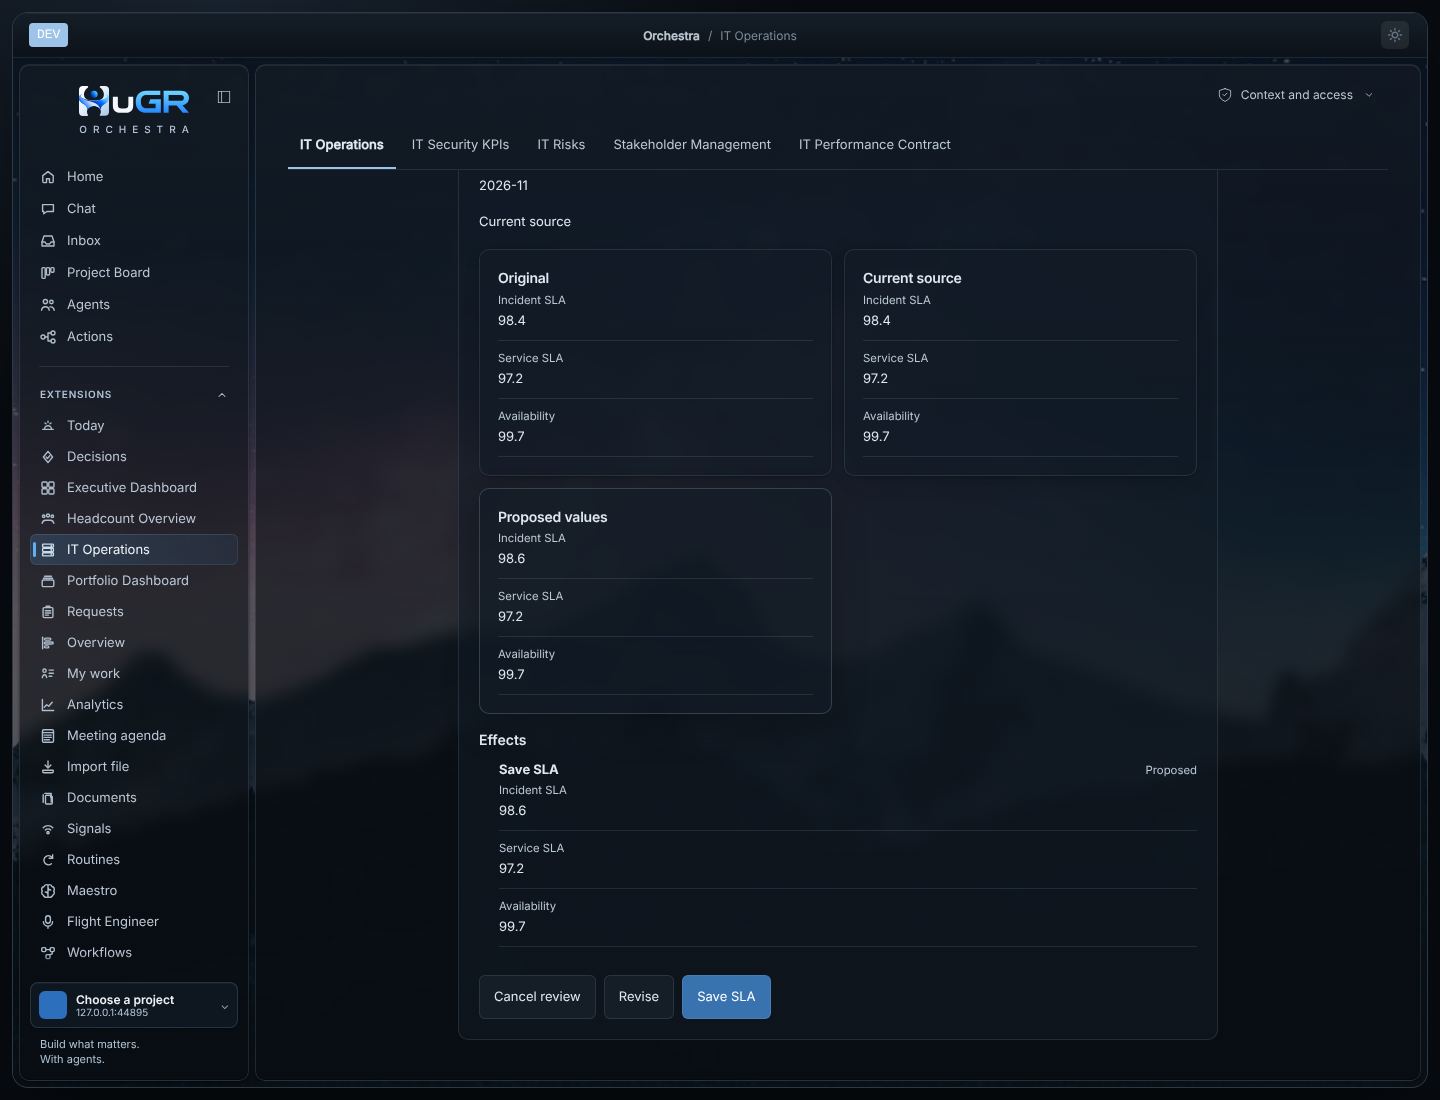 DEV
Orchestra / IT Operations
HuGR
ORCHESTRA
Context and access
IT Operations
IT Security KPIs
IT Risks
Stakeholder Management
IT Performance Contract
Home
Chat
Inbox
Project Board
Agents
Actions
EXTENSIONS
Today
Decisions
Executive Dashboard
Headcount Overview
IT Operations
Portfolio Dashboard
Requests
Overview
My work
Analytics
Meeting agenda
Import file
Documents
Signals
Routines
Maestro
Flight Engineer
Workflows
Choose a project
127.0.0.1:44895
Build what matters.
With agents.
2026-11
Current source
Original
Incident SLA
98.4
Service SLA
97.2
Availability
99.7
Current source
Incident SLA
98.4
Service SLA
97.2
Availability
99.7
Proposed values
Incident SLA
98.6
Service SLA
97.2
Availability
99.7
Effects
Save SLA
Proposed
Incident SLA
98.6
Service SLA
97.2
Availability
99.7
Cancel review
Revise
Save SLA